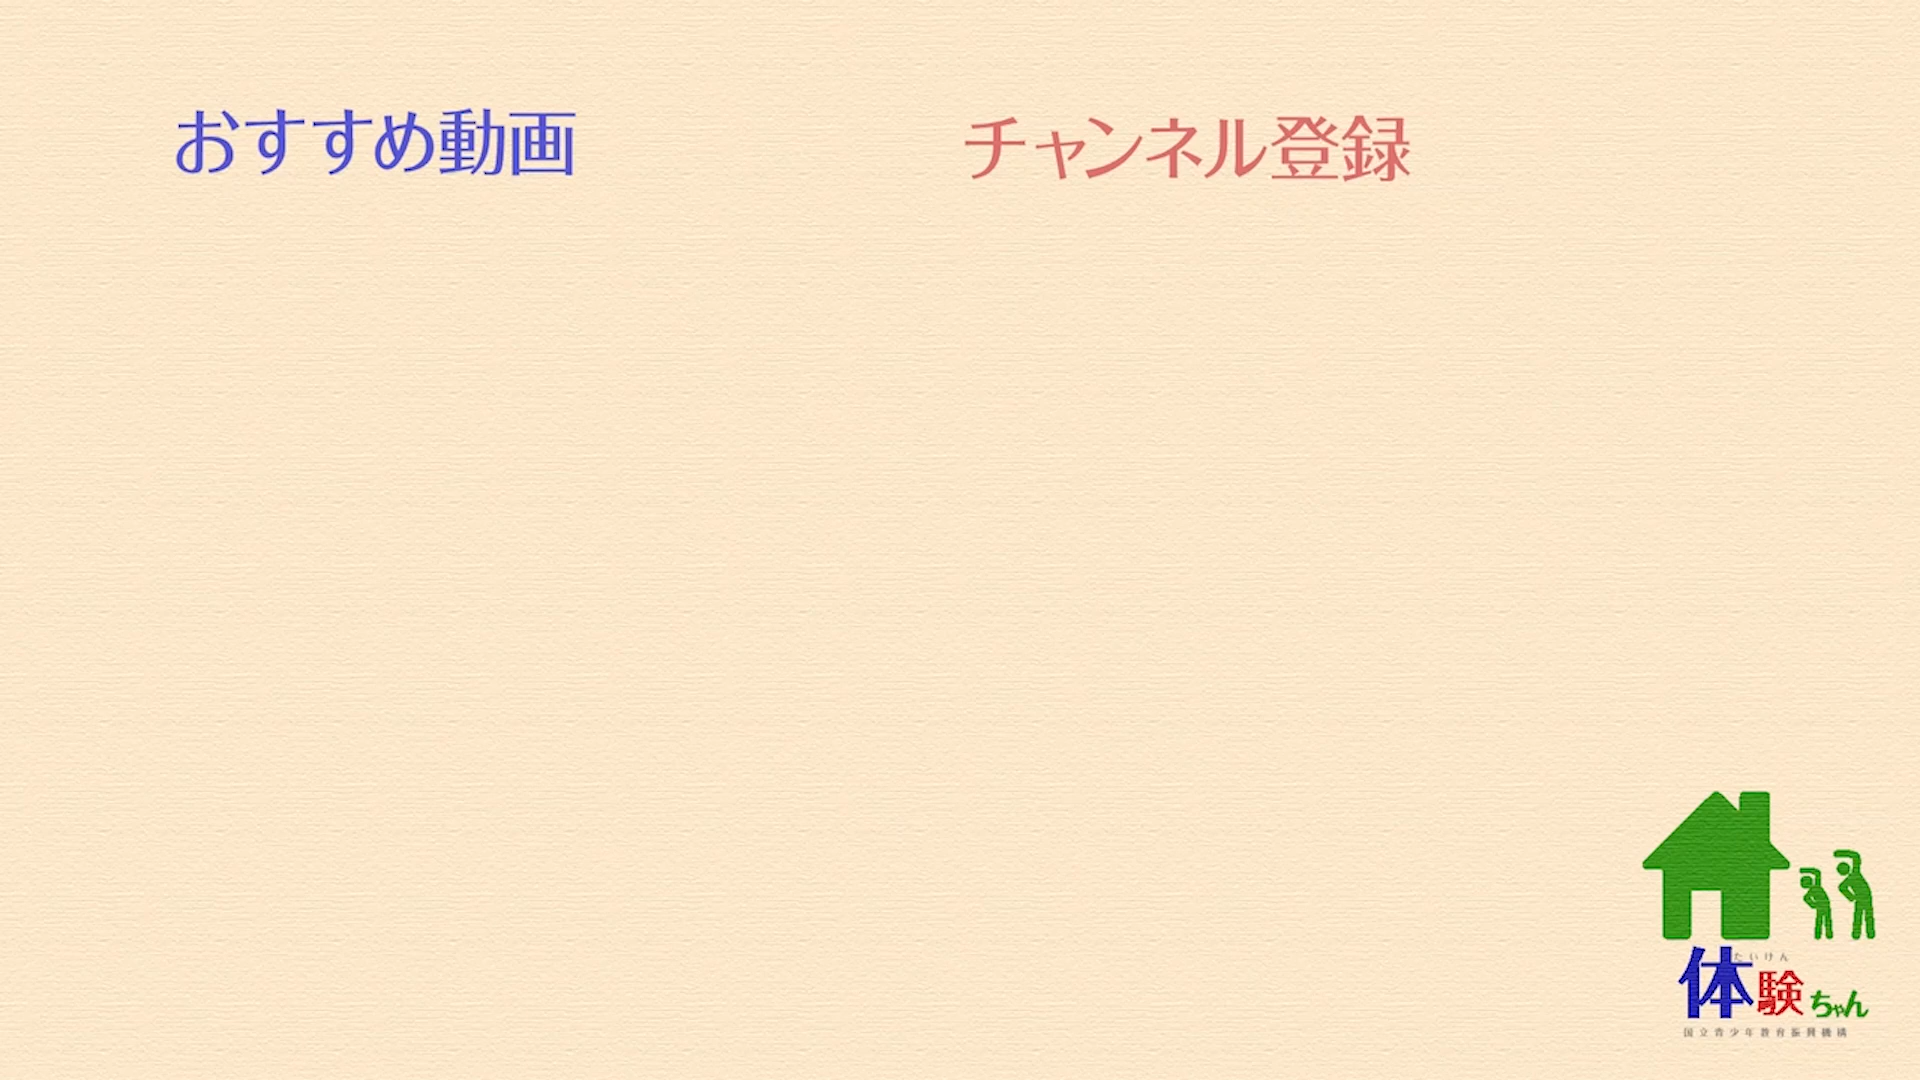 おすすめ動画
チャンネル登録
たいけん
体験ちゃん
国立青少年教育振興機構